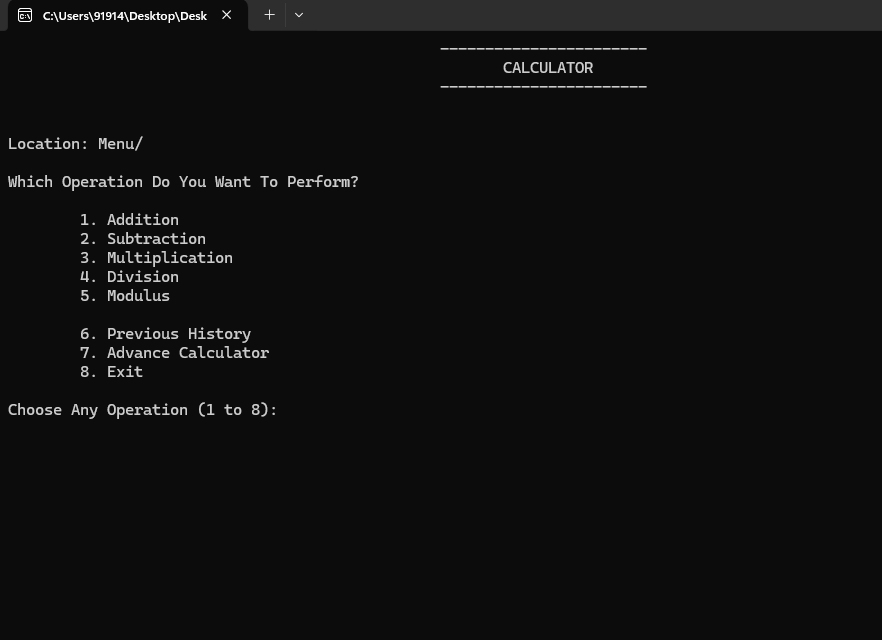 C:\Users\91914\Desktop\Desk
-----------------------
CALCULATOR
-----------------------
Location: Menu/
Which Operation Do You Want To Perform?
1. Addition
2. Subtraction
3. Multiplication
4. Division
5. Modulus
6. Previous History
7. Advance Calculator
8. Exit
Choose Any Operation (1 to 8):